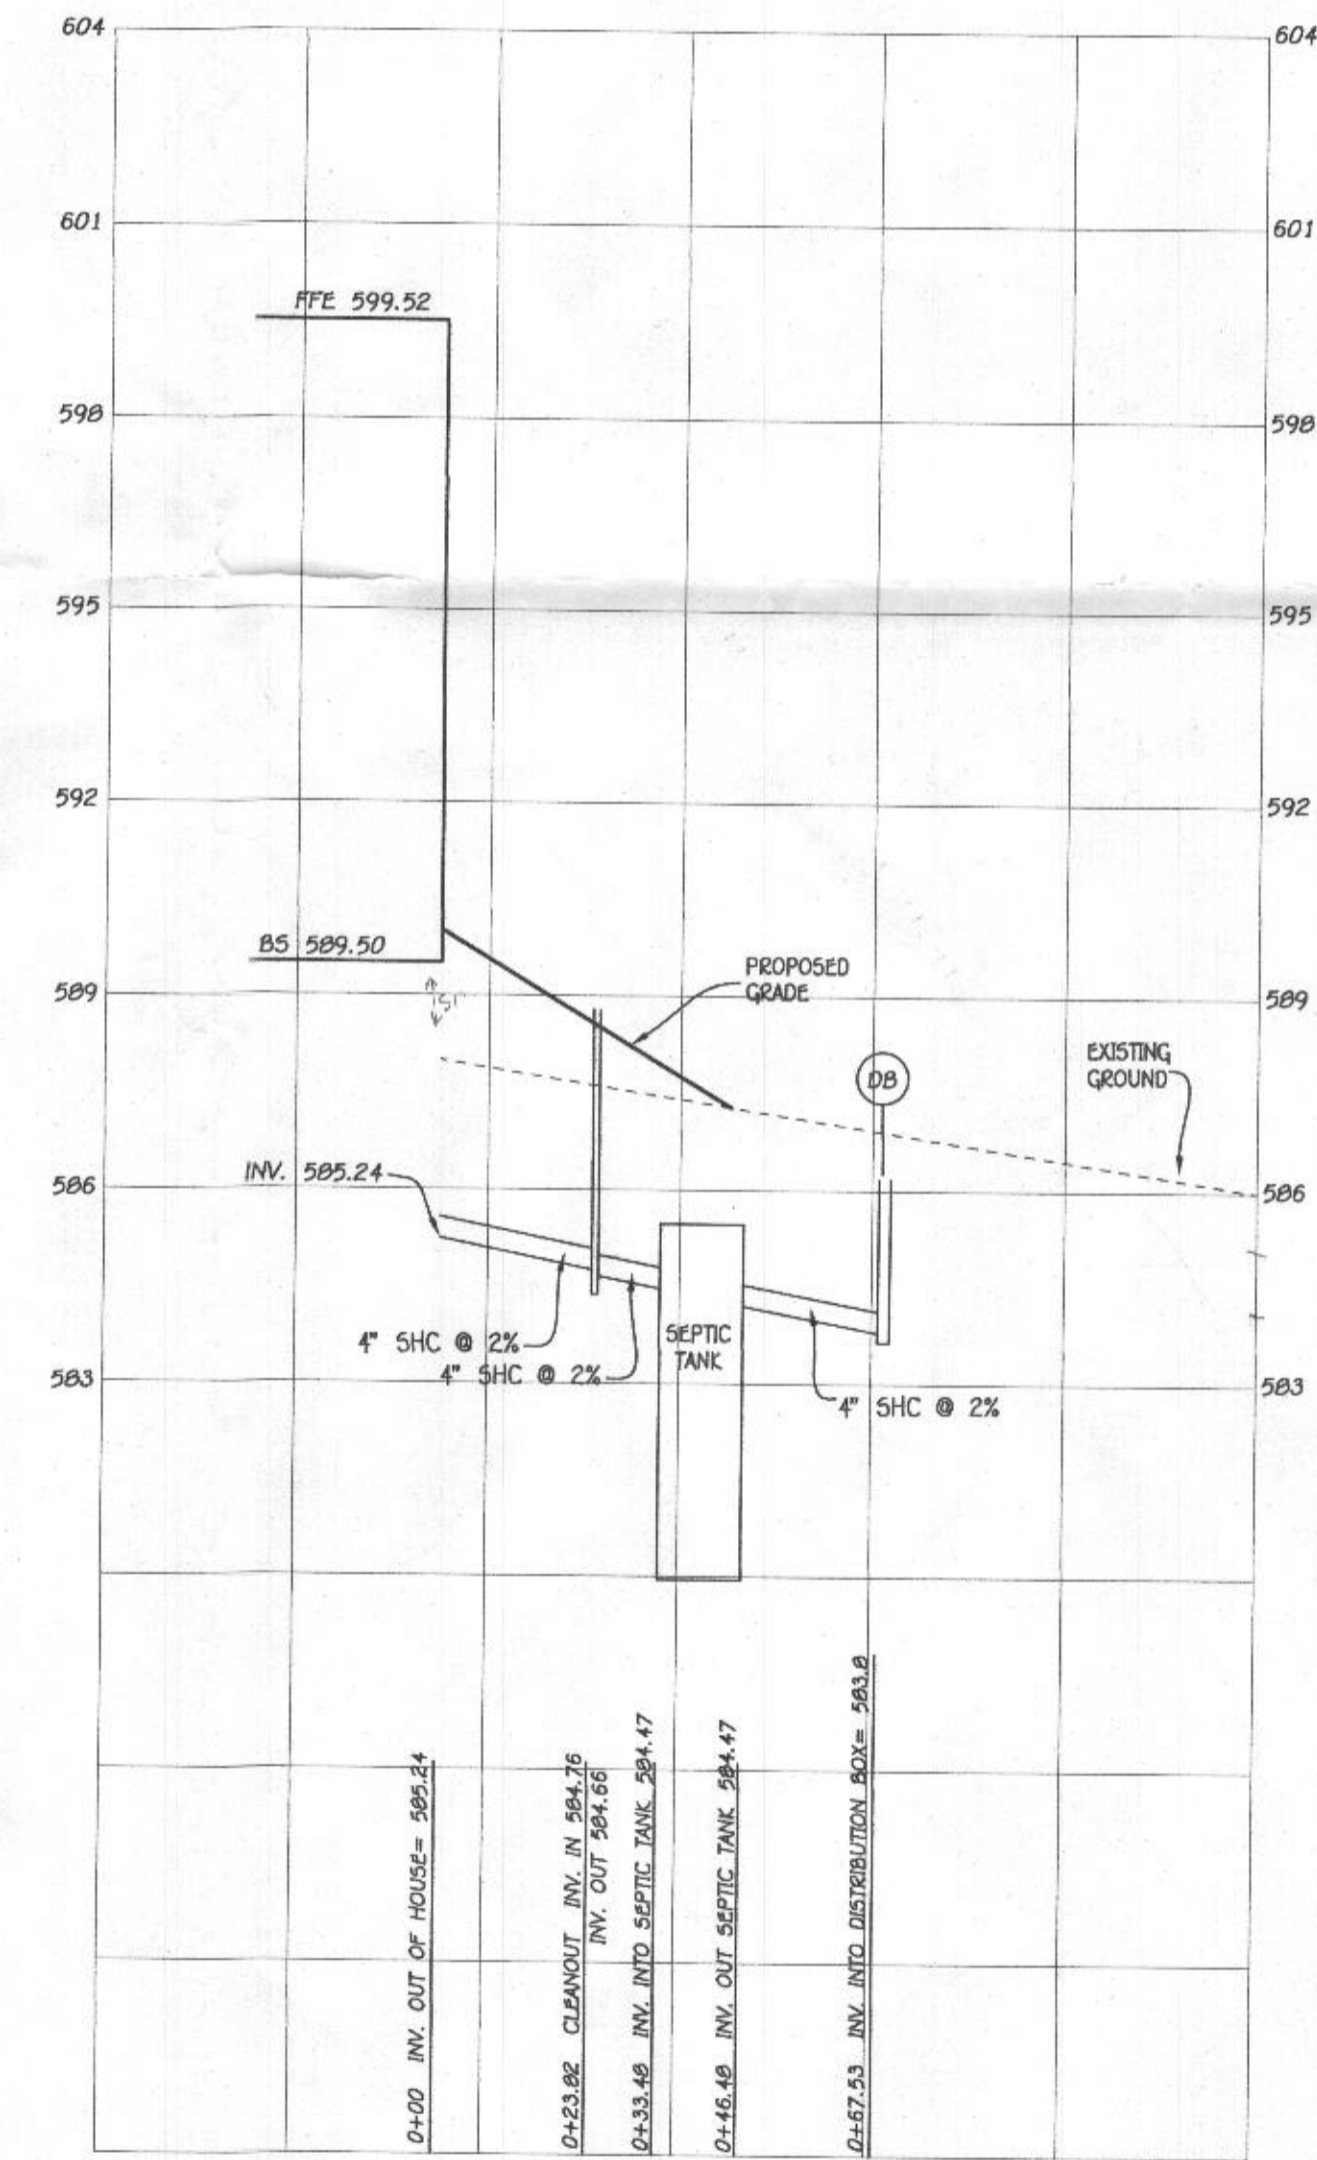 604
604
601
601
FFE 599.52
598
598
595
595
592
592
BS 589.50
589
589
PROPOSED
GRADE
EXISTING
GROUND
DB
INV. 585.24
586
586
4" SHC @ 2%
4" SHC @ 2%
SEPTIC
TANK
583
583
4" SHC @ 2%
0+00 INV. OUT OF HOUSE= 585.24
0+23.82 CLEANOUT INV. IN 584.76
INV. OUT 584.66
0+33.48 INV. INTO SEPTIC TANK 584.47
0+46.48 INV. OUT SEPTIC TANK 584.47
0+67.53 INV. INTO DISTRIBUTION BOX= 583.8